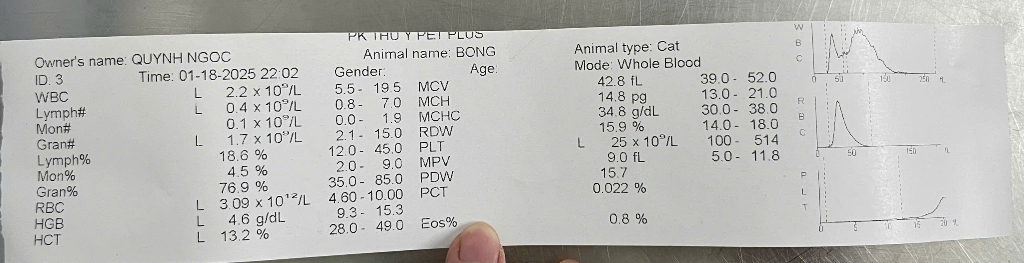 PK THU Y PET PLUS
Owner's name: QUYNH NGOC Animal name: BONG Animal type: Cat
ID. 3 Time: 01-18-2025 22:02 Gender: Age: Mode: Whole Blood
WBC L 2.2 x 10^9/L 5.5 - 19.5 MCV 42.8 fL 39.0 - 52.0
Lymph# L 0.4 x 10^9/L 0.8 - 7.0 MCH 14.8 pg 13.0 - 21.0
Mon# 0.1 x 10^9/L 0.0 - 1.9 MCHC 34.8 g/dL 30.0 - 38.0
Gran# L 1.7 x 10^9/L 2.1 - 15.0 RDW 15.9 % 14.0 - 18.0
Lymph% 18.6 % 12.0 - 45.0 PLT L 25 x 10^9/L 100 - 514
Mon% 4.5 % 2.0 - 9.0 MPV 9.0 fL 5.0 - 11.8
Gran% 76.9 % 35.0 - 85.0 PDW 15.7
RBC L 3.09 x 10^12/L 4.60 - 10.00 PCT 0.022 %
HGB L 4.6 g/dL 9.3 - 15.3
HCT L 13.2 % 28.0 - 49.0 Eos% 0.8 %
WBC
0 50 150 250 fL
RBC
0 50 150 fL
PLT
0 5 10 15 20 fL